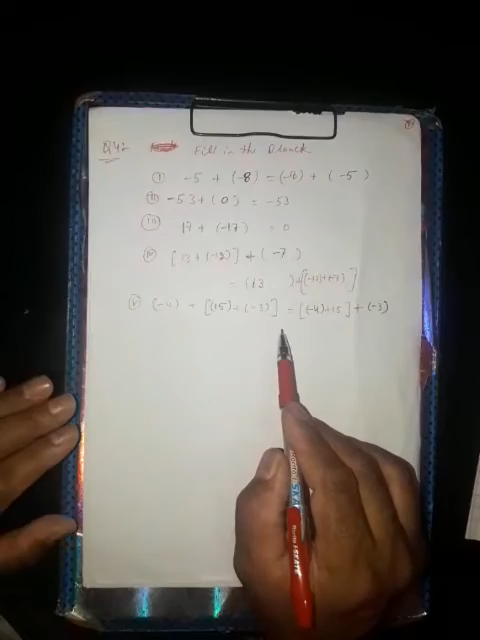 Q4:
Fill in the Blanck
(i) -5 + (-8) = (-8) + (-5)
(ii) -53 + (0) = -53
(iii) 17 + (-17) = 0
(iv) [13 + (-12)] + (-7)
= (13 ) + [(-12)+(-7)]
(v) (-4) + [(15) + (-3)] = [(-4)+15] + (-3)